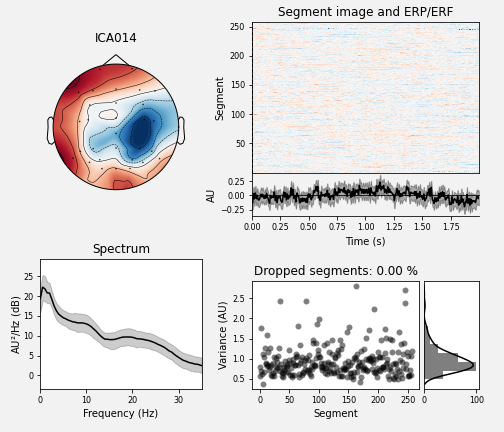 ICA014
Segment image and ERP/ERF
Segment
250
200
150
100
50
AU
0.25
0.00
−0.25
0.00 0.25 0.50 0.75 1.00 1.25 1.50 1.75
Time (s)
Spectrum
AU²/Hz (dB)
25
20
15
10
5
0
0 10 20 30
Frequency (Hz)
Dropped segments: 0.00 %
Variance (AU)
2.5
2.0
1.5
1.0
0.5
0 50 100 150 200 250
Segment
0 100